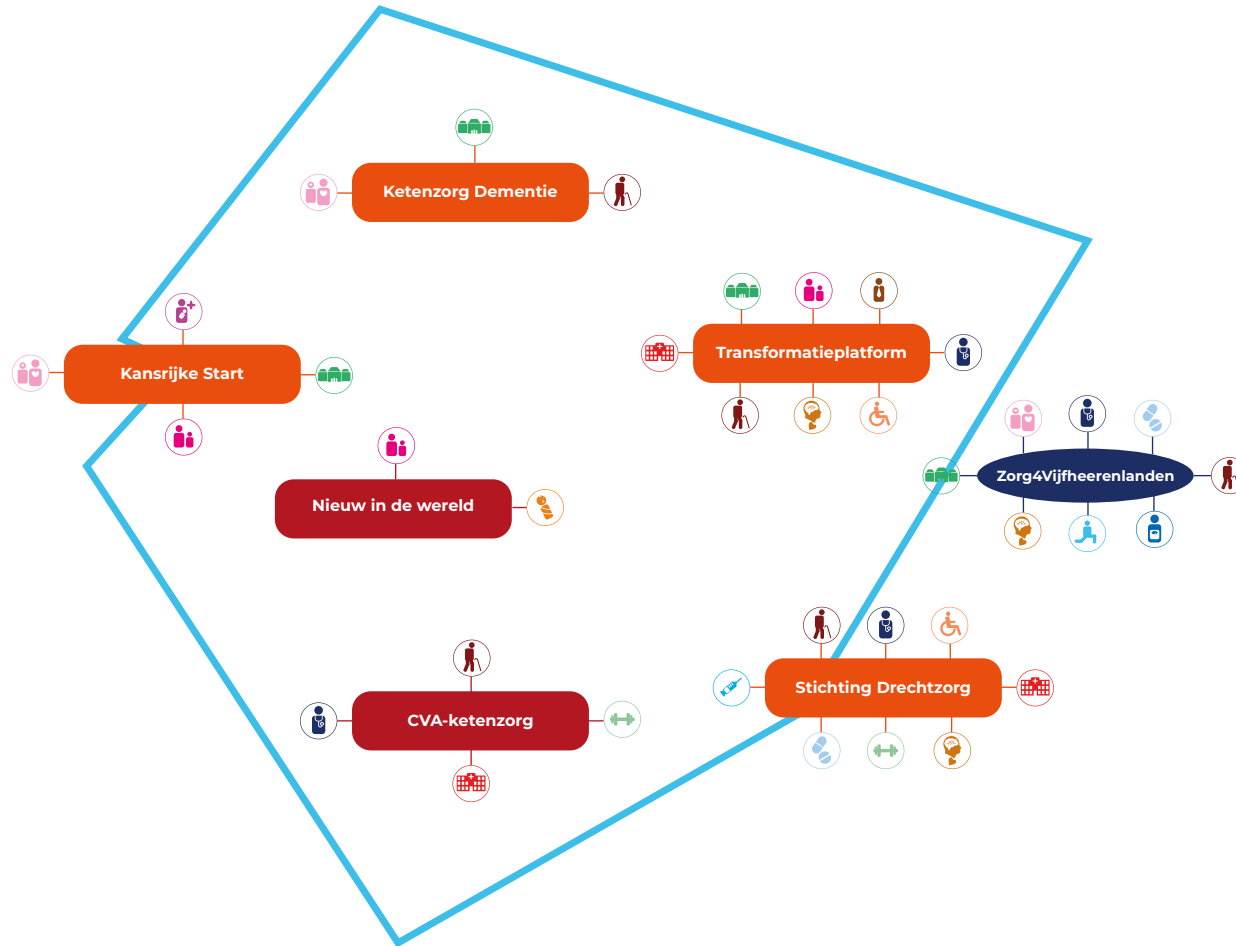 Ketenzorg Dementie
Transformatieplatform
Kansrijke Start
Zorg4Vijfheerenlanden
Nieuw in de wereld
Stichting Drechtzorg
CVA-ketenzorg